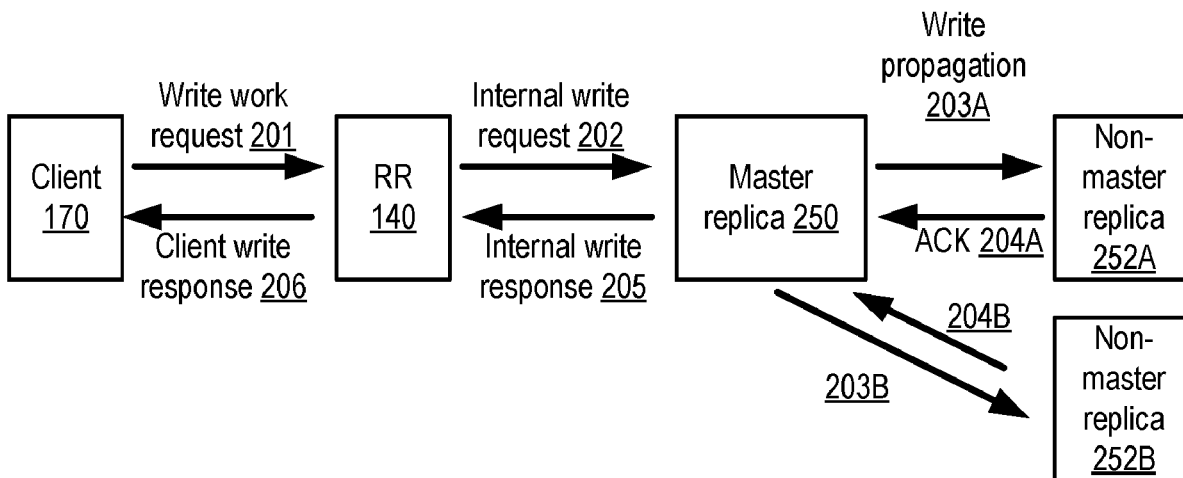 Write
propagation
203A
Write work
request 201
Internal write
request 202
Client
170
RR
140
Master
replica 250
Non-
master
replica
252A
Client write
response 206
Internal write
response 205
ACK 204A
204B
203B
Non-
master
replica
252B